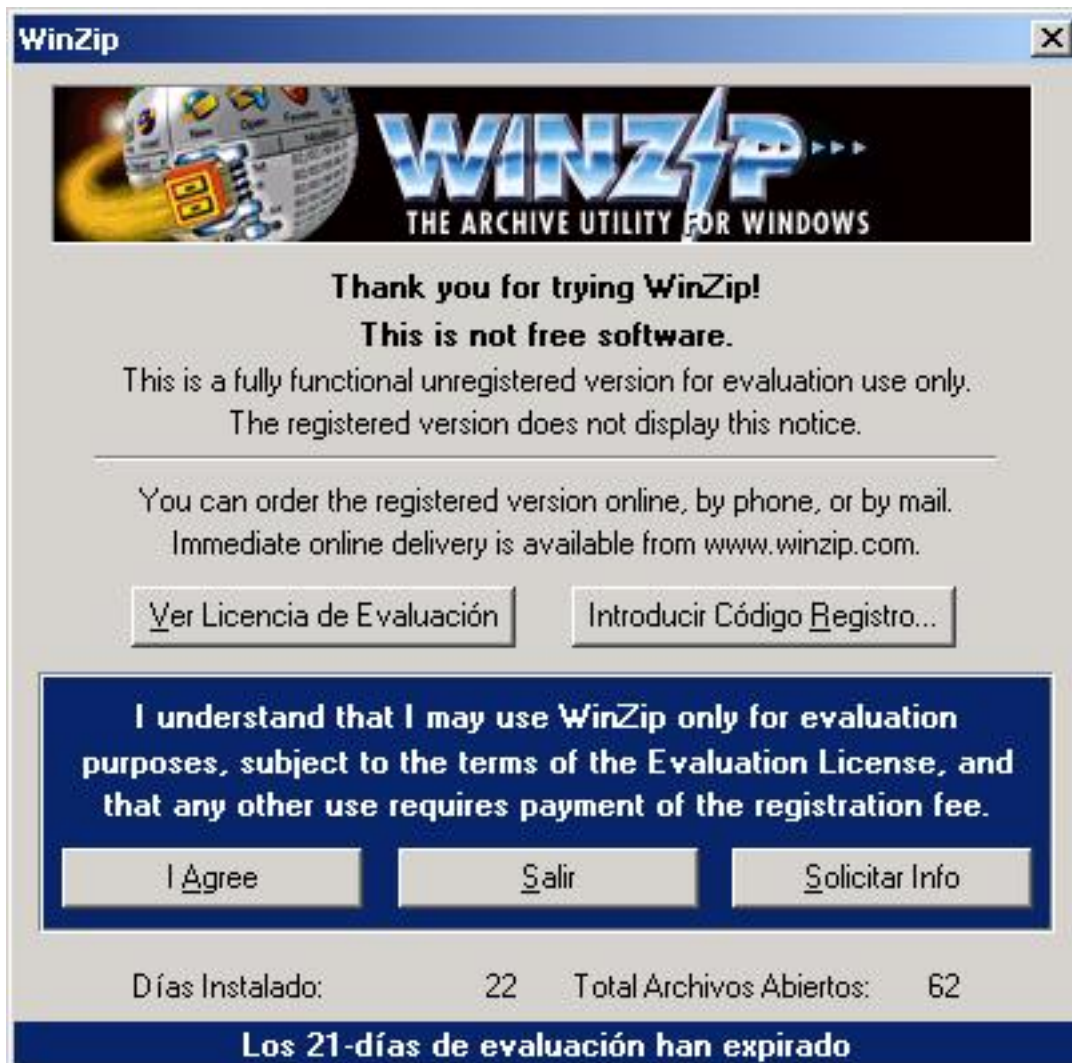 WinZip
WINZIP
THE ARCHIVE UTILITY FOR WINDOWS
Thank you for trying WinZip!
This is not free software.
This is a fully functional unregistered version for evaluation use only.
The registered version does not display this notice.
You can order the registered version online, by phone, or by mail.
Immediate online delivery is available from www.winzip.com.
Ver Licencia de Evaluación
Introducir Código Registro...
I understand that I may use WinZip only for evaluation
purposes, subject to the terms of the Evaluation License, and
that any other use requires payment of the registration fee.
I Agree
Salir
Solicitar Info
Días Instalado: 22 Total Archivos Abiertos: 62
Los 21-días de evaluación han expirado